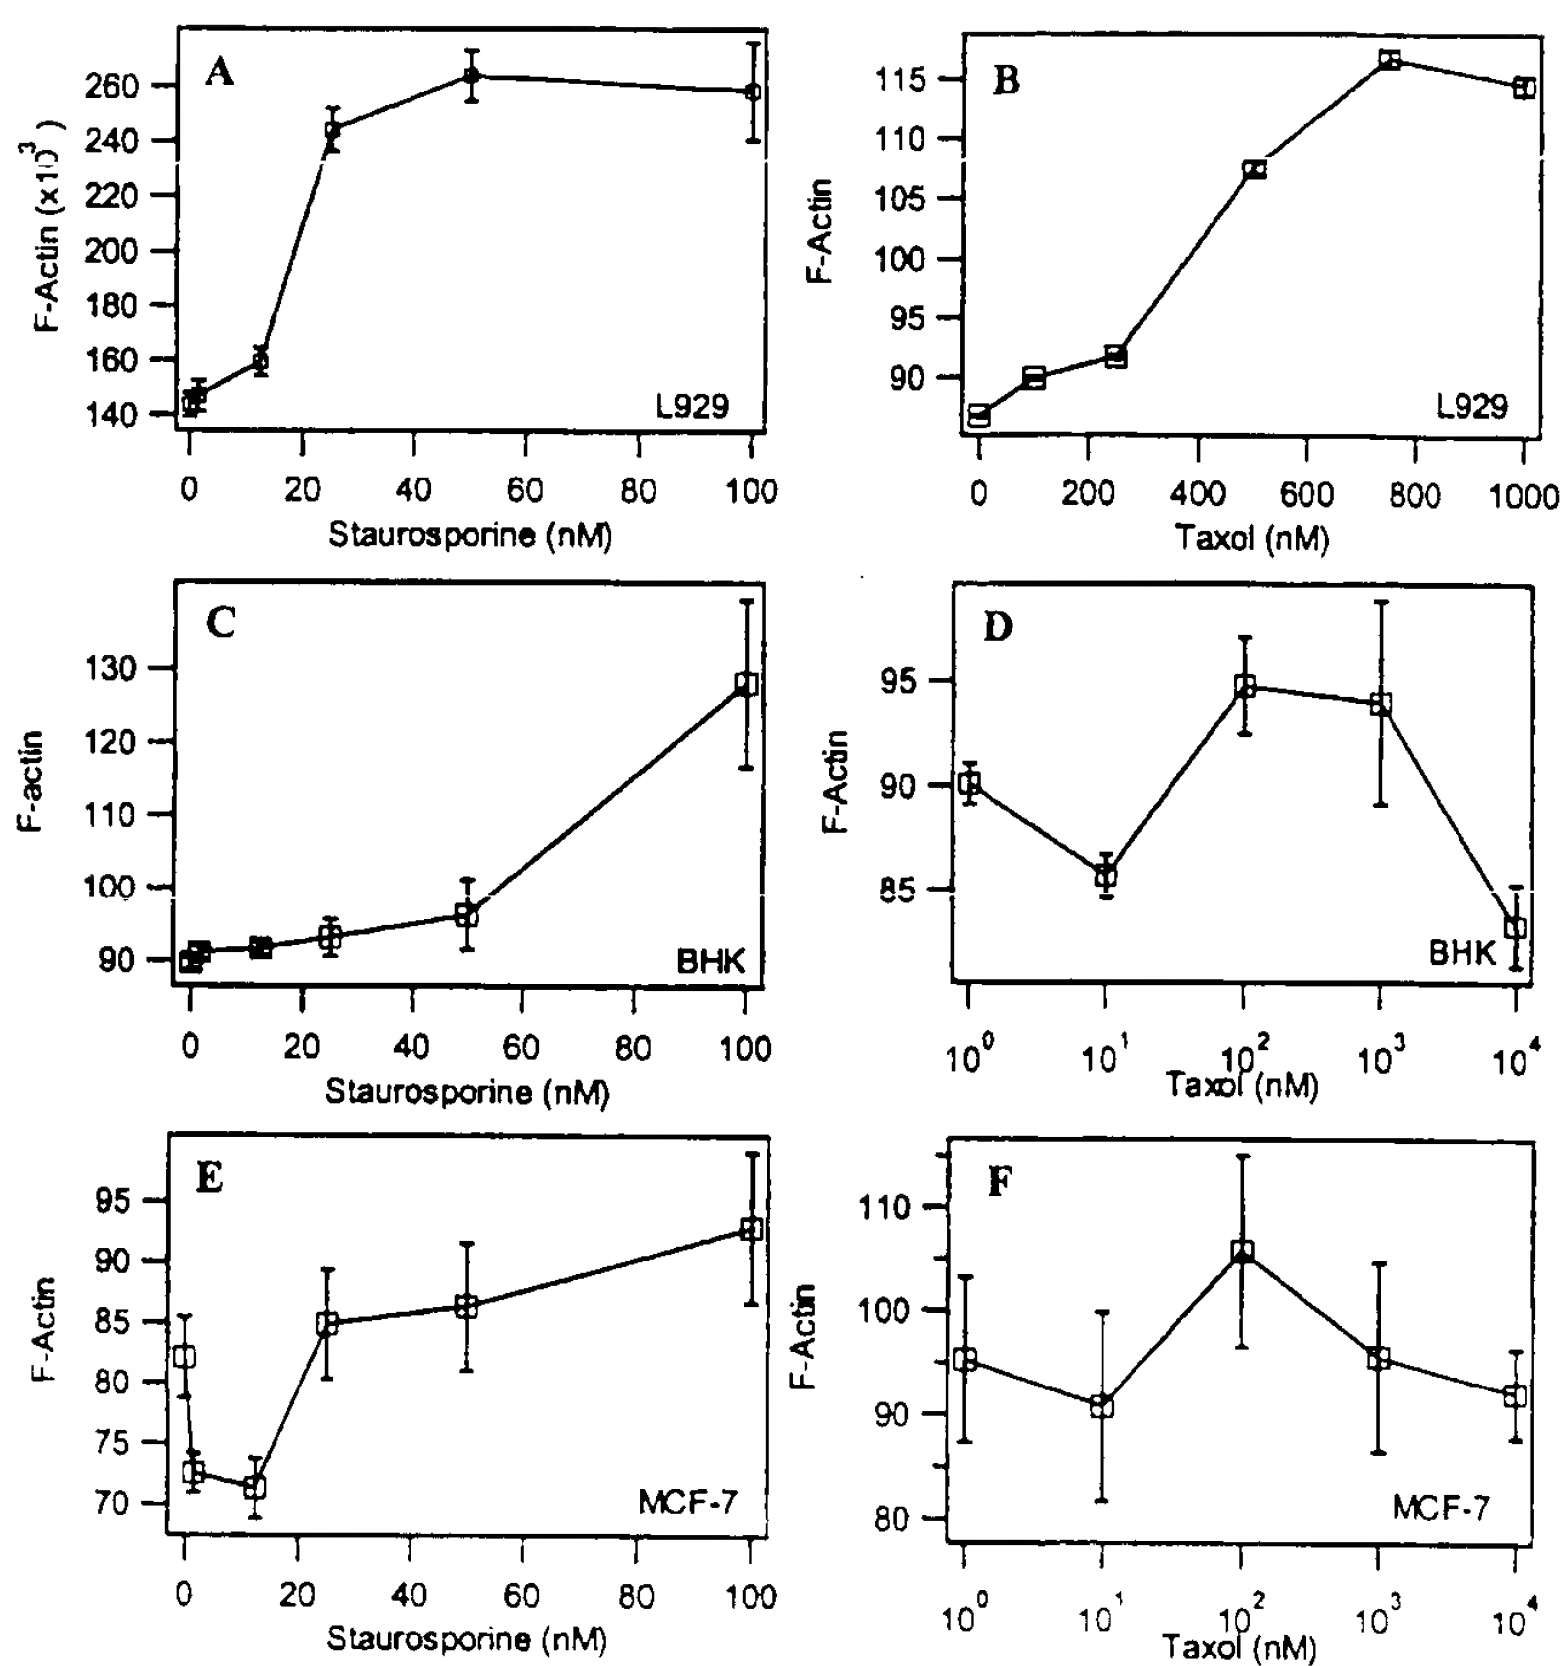 A
260
240
220
200
180
160
140
F-Actin (x10³)
L929
0 20 40 60 80 100
Staurosporine (nM)
B
115
110
105
100
95
90
F-Actin
L929
0 200 400 600 800 1000
Taxol (nM)
C
130
120
110
100
90
F-actin
BHK
0 20 40 60 80 100
Staurosporine (nM)
D
95
90
85
F-Actin
BHK
10⁰ 10¹ 10² 10³ 10⁴
Taxol (nM)
E
95
90
85
80
75
70
F-Actin
MCF-7
0 20 40 60 80 100
Staurosporine (nM)
F
110
100
90
80
F-Actin
MCF-7
10⁰ 10¹ 10² 10³ 10⁴
Taxol (nM)